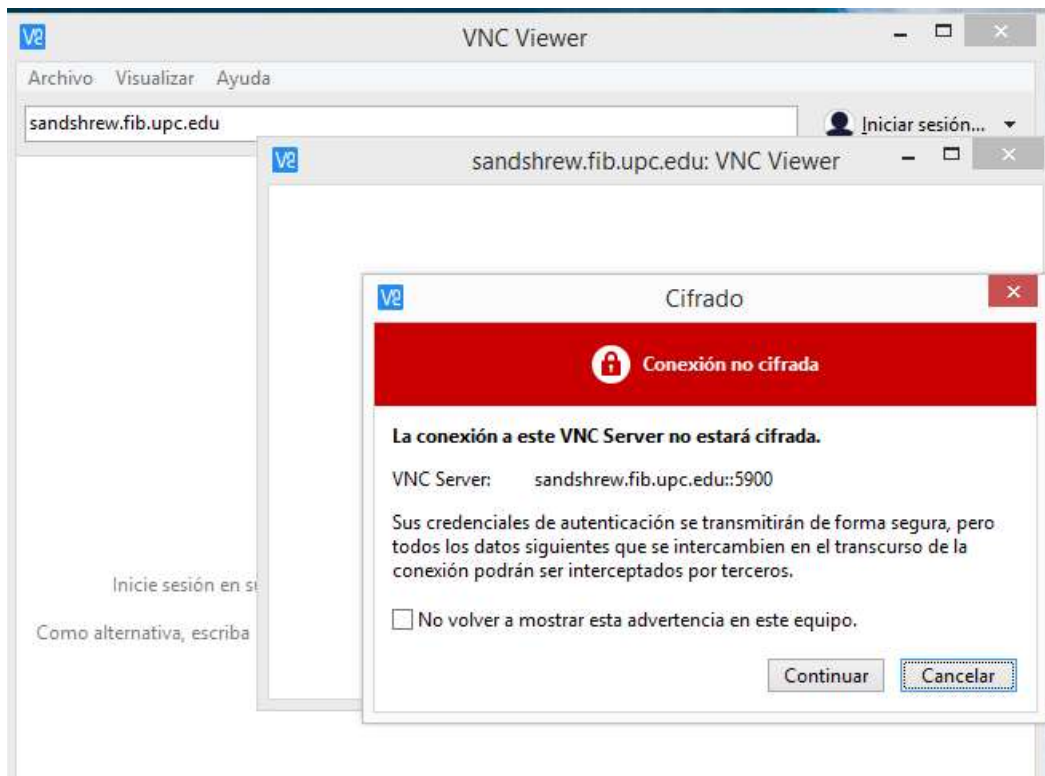 VNC Viewer
Archivo Visualizar Ayuda
sandshrew.fib.upc.edu
Iniciar sesión...
sandshrew.fib.upc.edu: VNC Viewer
Cifrado
Conexión no cifrada
La conexión a este VNC Server no estará cifrada.
VNC Server: sandshrew.fib.upc.edu::5900
Sus credenciales de autenticación se transmitirán de forma segura, pero
todos los datos siguientes que se intercambien en el transcurso de la
conexión podrán ser interceptados por terceros.
No volver a mostrar esta advertencia en este equipo.
Continuar Cancelar
Inicie sesión en
Como alternativa, escriba